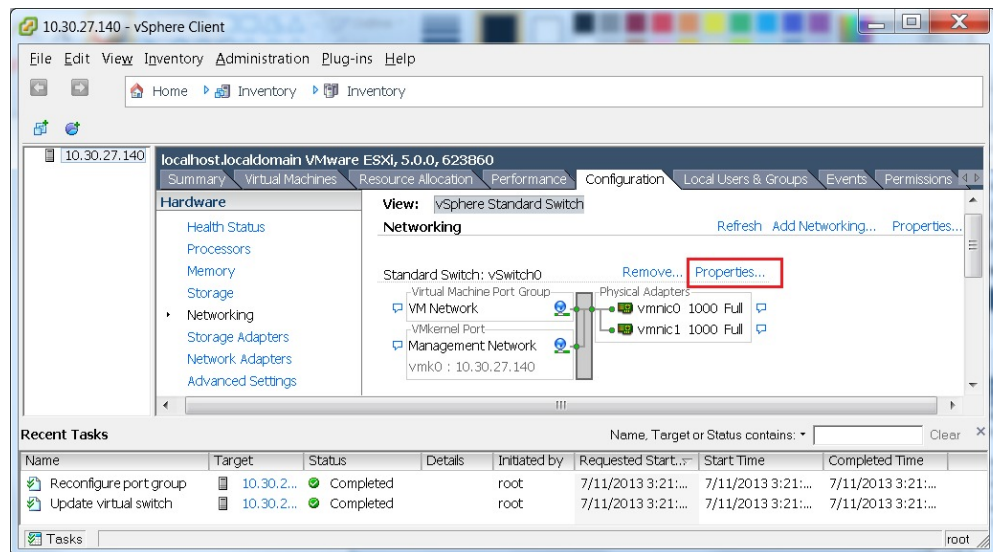 10.30.27.140 - vSphere Client
File Edit View Inventory Administration Plug-ins Help
Home Inventory Inventory
10.30.27.140
localhost.localdomain VMware ESXi, 5.0.0, 623860
Summary Virtual Machines Resource Allocation Performance Configuration Local Users & Groups Events Permissions
Hardware
Health Status
Processors
Memory
Storage
Networking
Storage Adapters
Network Adapters
Advanced Settings
View: vSphere Standard Switch
Networking
Refresh Add Networking... Properties...
Standard Switch: vSwitch0 Remove... Properties...
Virtual Machine Port Group
VM Network
VMkernel Port
Management Network
vmk0 : 10.30.27.140
Physical Adapters
vmnic0 1000 Full
vmnic1 1000 Full
Recent Tasks
Name, Target or Status contains:
Clear
Name Target Status Details Initiated by Requested Start... Start Time Completed Time
Reconfigure port group 10.30.2... Completed root 7/11/2013 3:21:... 7/11/2013 3:21:... 7/11/2013 3:21:...
Update virtual switch 10.30.2... Completed root 7/11/2013 3:21:... 7/11/2013 3:21:... 7/11/2013 3:21:...
Tasks
root